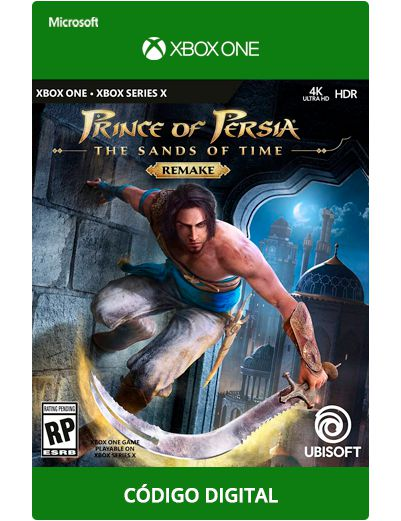 Microsoft
XBOX ONE
XBOX ONE • XBOX SERIES X
4K
ULTRA HD
HDR
PRINCE OF PERSIA
THE SANDS OF TIME
REMAKE
RATING PENDING
RP
ESRB
XBOX ONE GAME
PLAYABLE ON
XBOX SERIES X
UBISOFT
CÓDIGO DIGITAL